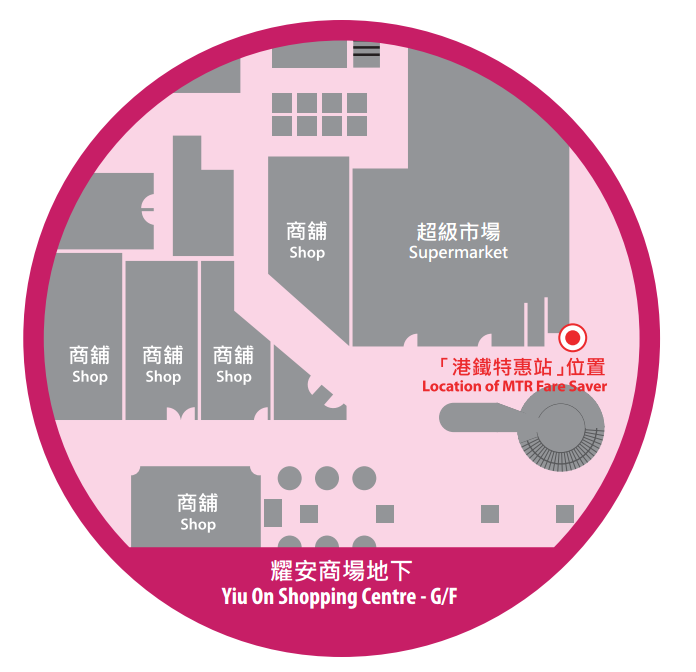 商舖
Shop
超級市場
Supermarket
商舖
Shop
商舖
Shop
商舖
Shop
「港鐵特惠站」位置
Location of MTR Fare Saver
商舖
Shop
耀安商場地下
Yiu On Shopping Centre - G/F